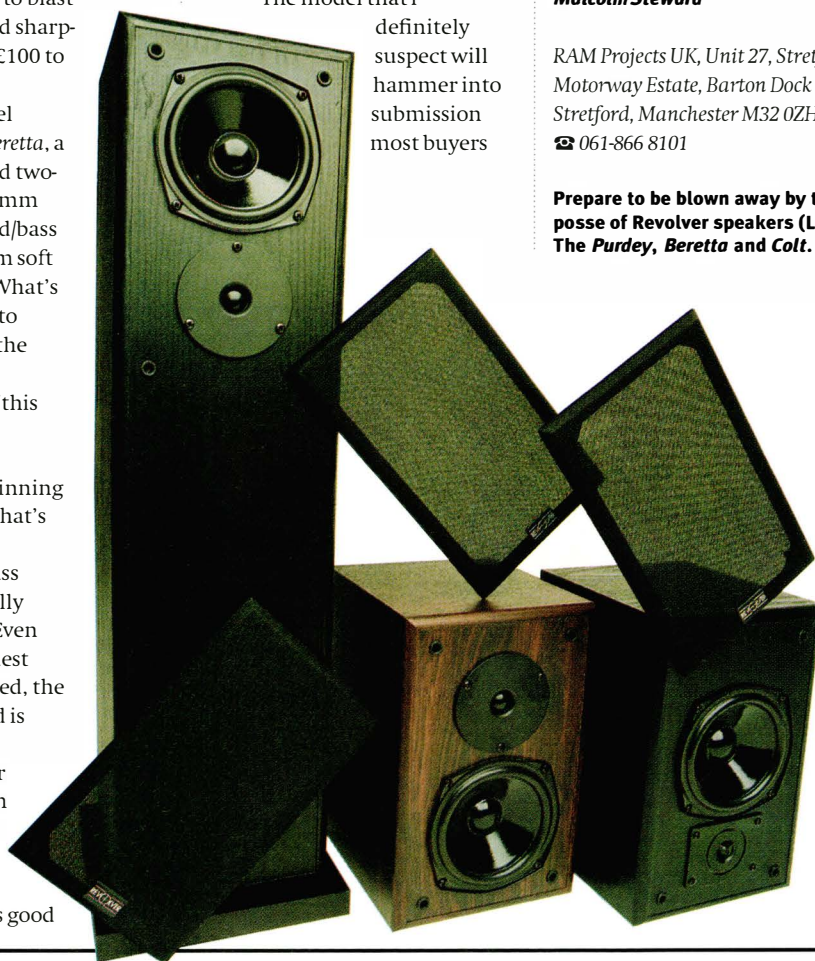 to blast
d sharp-
£100 to
el
eretta, a
d two-
mm
d/bass
m soft
What's
to
the
this
inning
hat's
ss
lly
Even
est
ed, the
d is
r
n
s good
The model that I
definitely
suspect will
hammer into
submission
most buyers
Malcolm Steward
RAM Projects UK, Unit 27, Stret
Motorway Estate, Barton Dock
Stretford, Manchester M32 0ZH
☎ 061-866 8101
Prepare to be blown away by t
posse of Revolver speakers (L
The Purdey, Beretta and Colt.